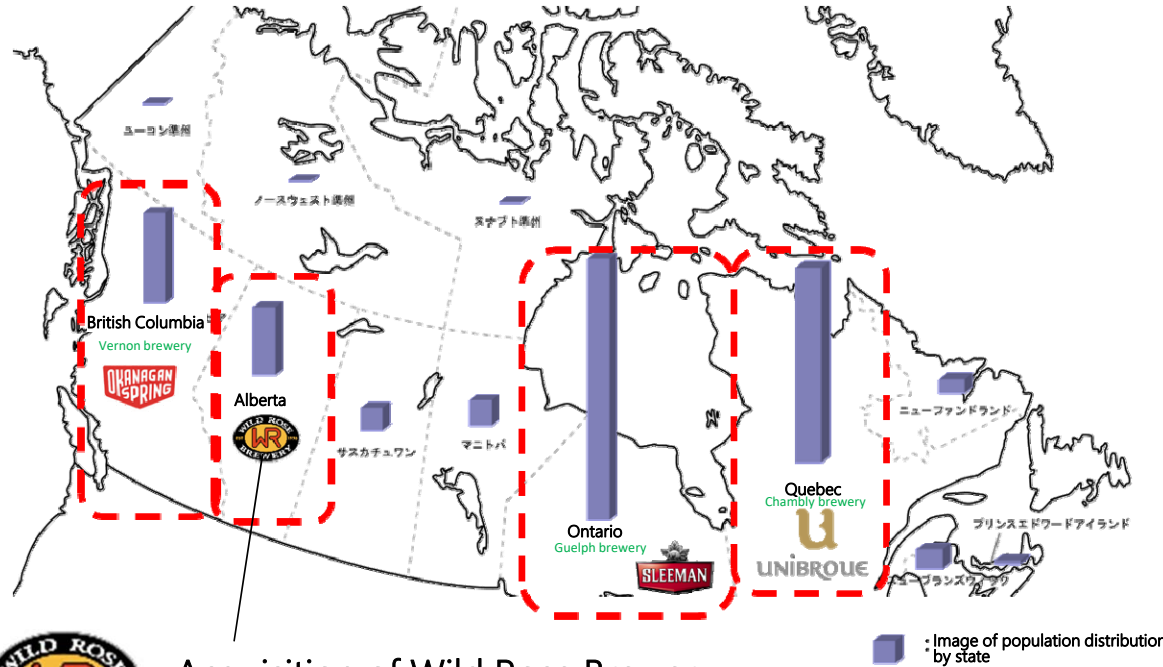 ユーコン準州
ノースウェスト準州
ヌナブト準州
British Columbia
Vernon brewery
OKANAGAN
SPRING
Alberta
WILD ROSE
WR
BREWERY
サスカチュワン
マニトバ
Ontario
Guelph brewery
SLEEMAN
Quebec
Chambly brewery
u
UNIBROUE
ニューファンドランド
プリンスエドワードアイランド
ニューブランズウィック
: Image of population distribution
by state
WILD ROSE